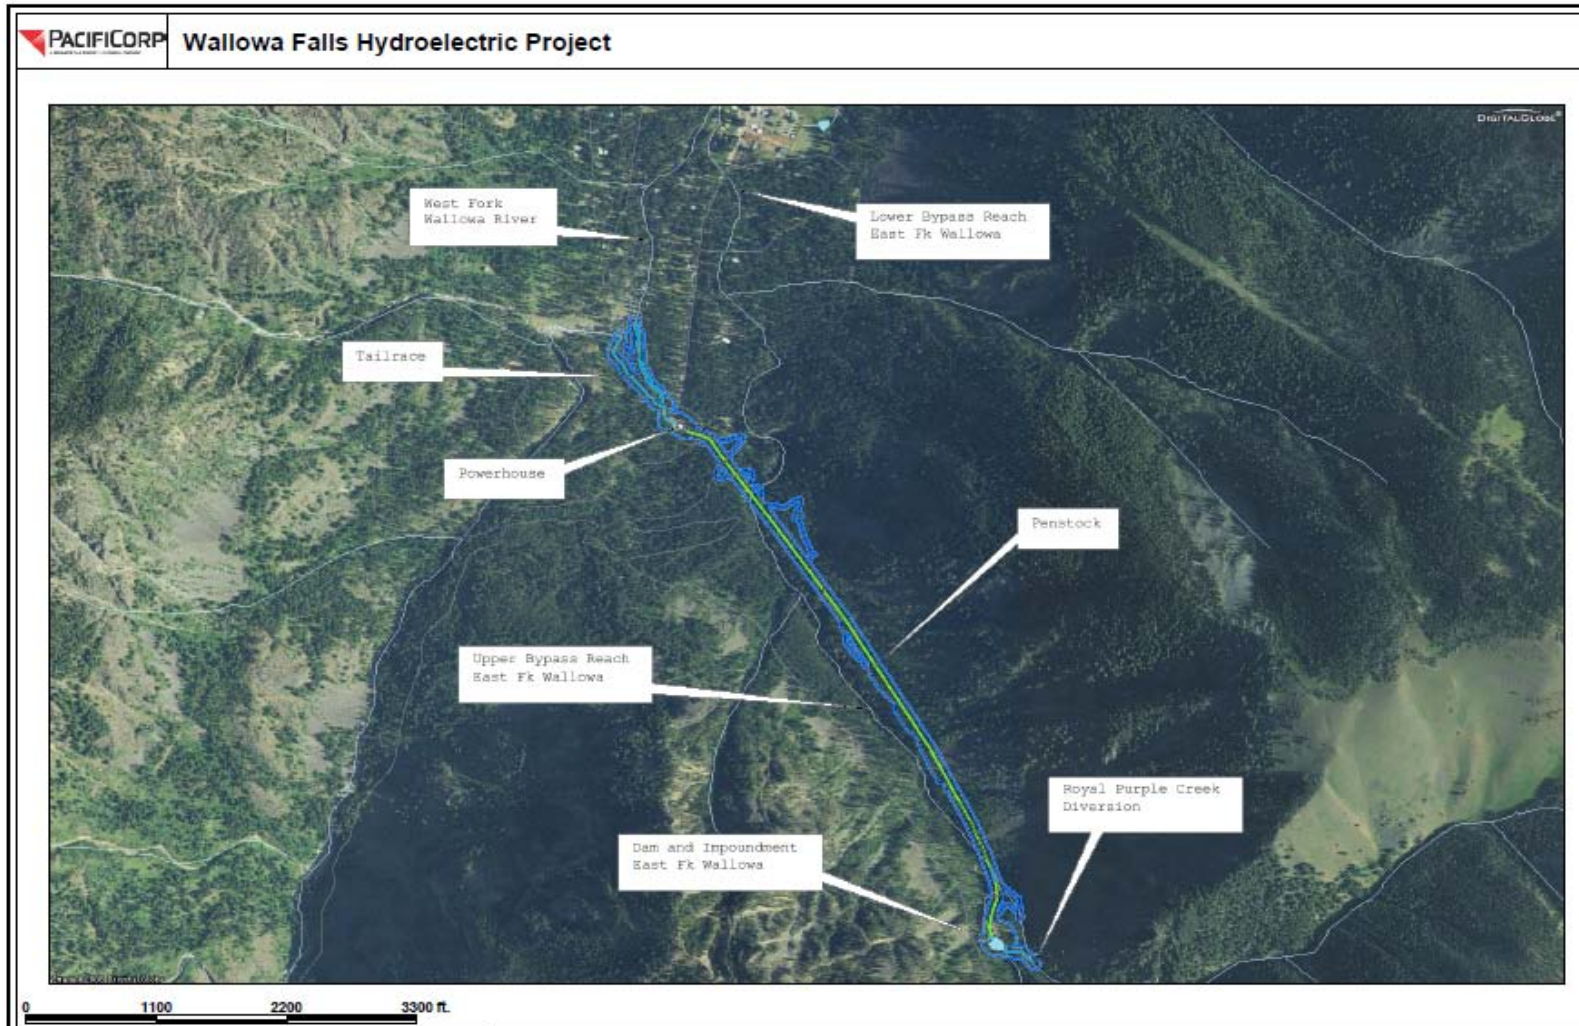 PACIFICORP
Wallowa Falls Hydroelectric Project
DIGITALGLOBE
West Fork
Wallowa River
Lower Bypass Reach
East Fk Wallowa
Tailrace
Powerhouse
Penstock
Upper Bypass Reach
East Fk Wallowa
Royal Purple Creek
Diversion
Dam and Impoundment
East Fk Wallowa
0 1100 2200 3300 ft.